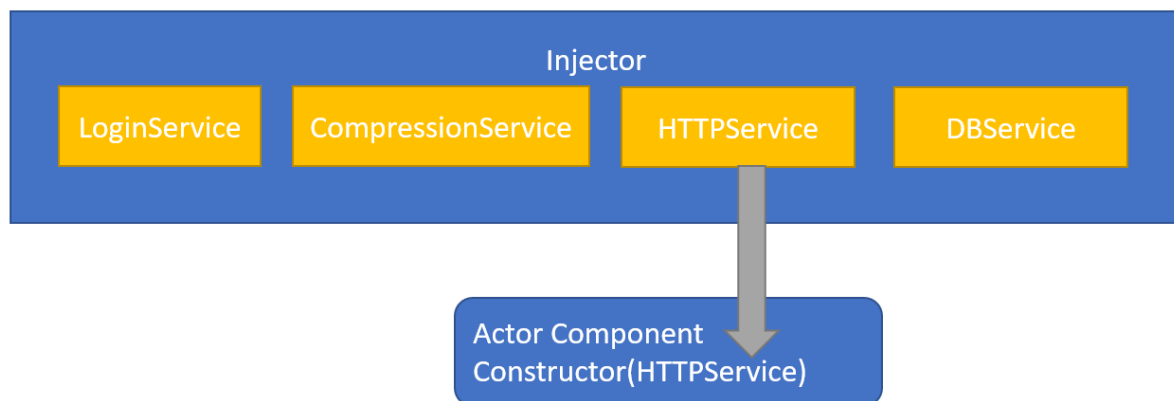 Injector
LoginService
CompressionService
HTTPService
DBService
Actor Component
Constructor(HTTPService)